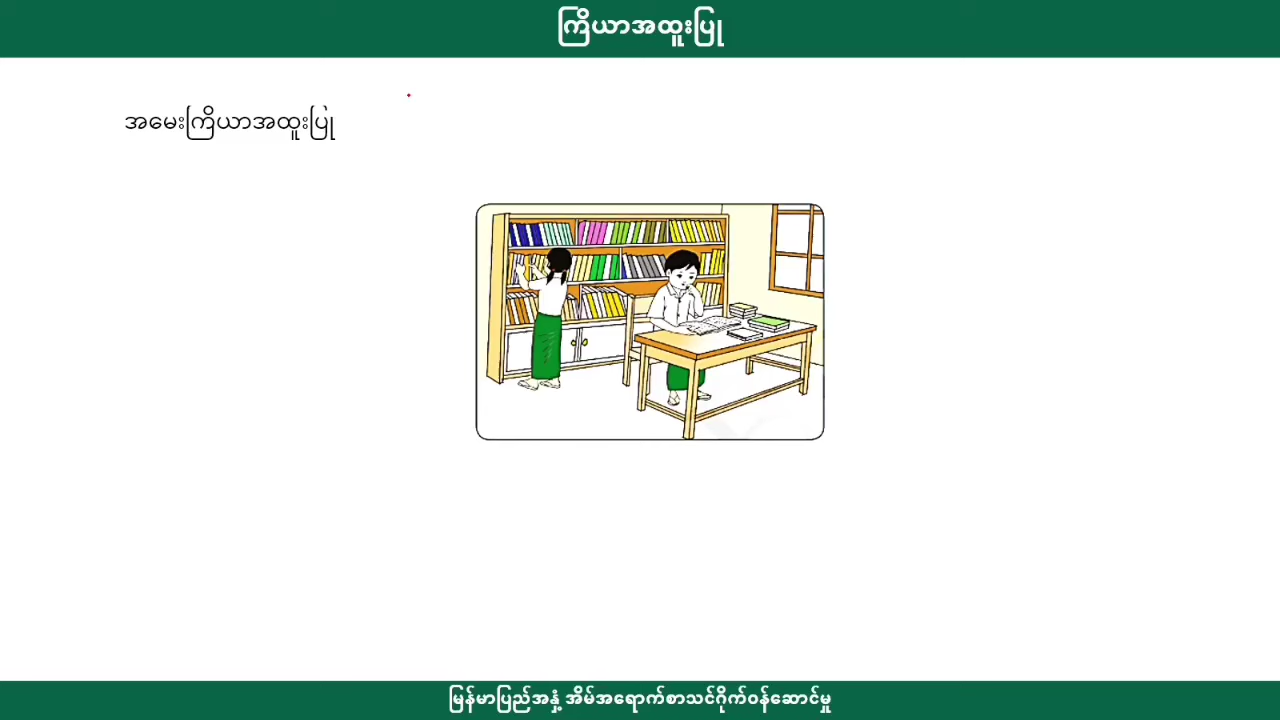 ကြိယာအထူးပြု
အမေးကြိယာအထူးပြု
မြန်မာပြည်အနှံ့ အိမ်အရောက်စာသင်ဂိုက်ဝန်ဆောင်မှု